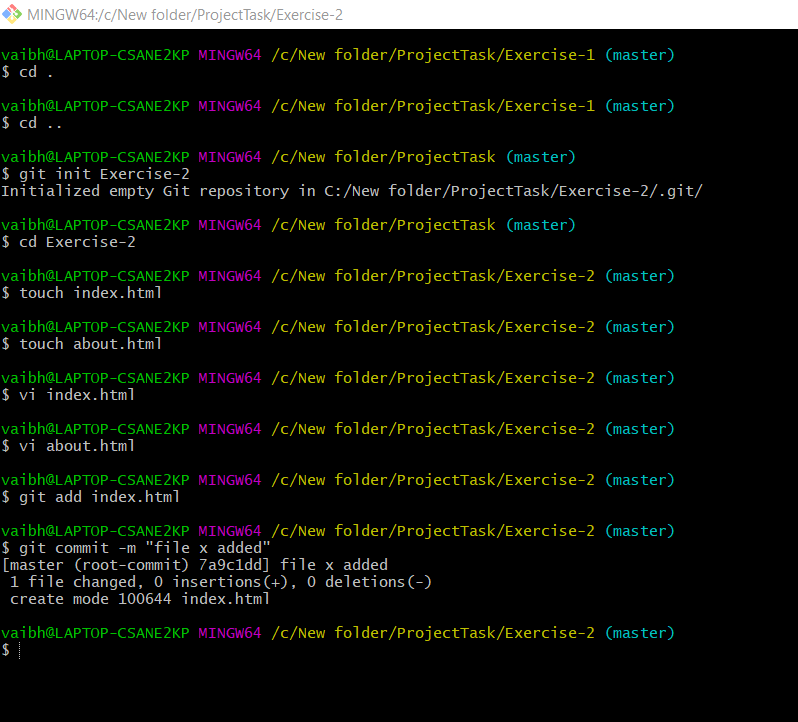 MINGW64:/c/New folder/ProjectTask/Exercise-2
vaibh@LAPTOP-CSANE2KP MINGW64 /c/New folder/ProjectTask/Exercise-1 (master)
$ cd .
vaibh@LAPTOP-CSANE2KP MINGW64 /c/New folder/ProjectTask/Exercise-1 (master)
$ cd ..
vaibh@LAPTOP-CSANE2KP MINGW64 /c/New folder/ProjectTask (master)
$ git init Exercise-2
Initialized empty Git repository in C:/New folder/ProjectTask/Exercise-2/.git/
vaibh@LAPTOP-CSANE2KP MINGW64 /c/New folder/ProjectTask (master)
$ cd Exercise-2
vaibh@LAPTOP-CSANE2KP MINGW64 /c/New folder/ProjectTask/Exercise-2 (master)
$ touch index.html
vaibh@LAPTOP-CSANE2KP MINGW64 /c/New folder/ProjectTask/Exercise-2 (master)
$ touch about.html
vaibh@LAPTOP-CSANE2KP MINGW64 /c/New folder/ProjectTask/Exercise-2 (master)
$ vi index.html
vaibh@LAPTOP-CSANE2KP MINGW64 /c/New folder/ProjectTask/Exercise-2 (master)
$ vi about.html
vaibh@LAPTOP-CSANE2KP MINGW64 /c/New folder/ProjectTask/Exercise-2 (master)
$ git add index.html
vaibh@LAPTOP-CSANE2KP MINGW64 /c/New folder/ProjectTask/Exercise-2 (master)
$ git commit -m "file x added"
[master (root-commit) 7a9c1dd] file x added
 1 file changed, 0 insertions(+), 0 deletions(-)
 create mode 100644 index.html
vaibh@LAPTOP-CSANE2KP MINGW64 /c/New folder/ProjectTask/Exercise-2 (master)
$